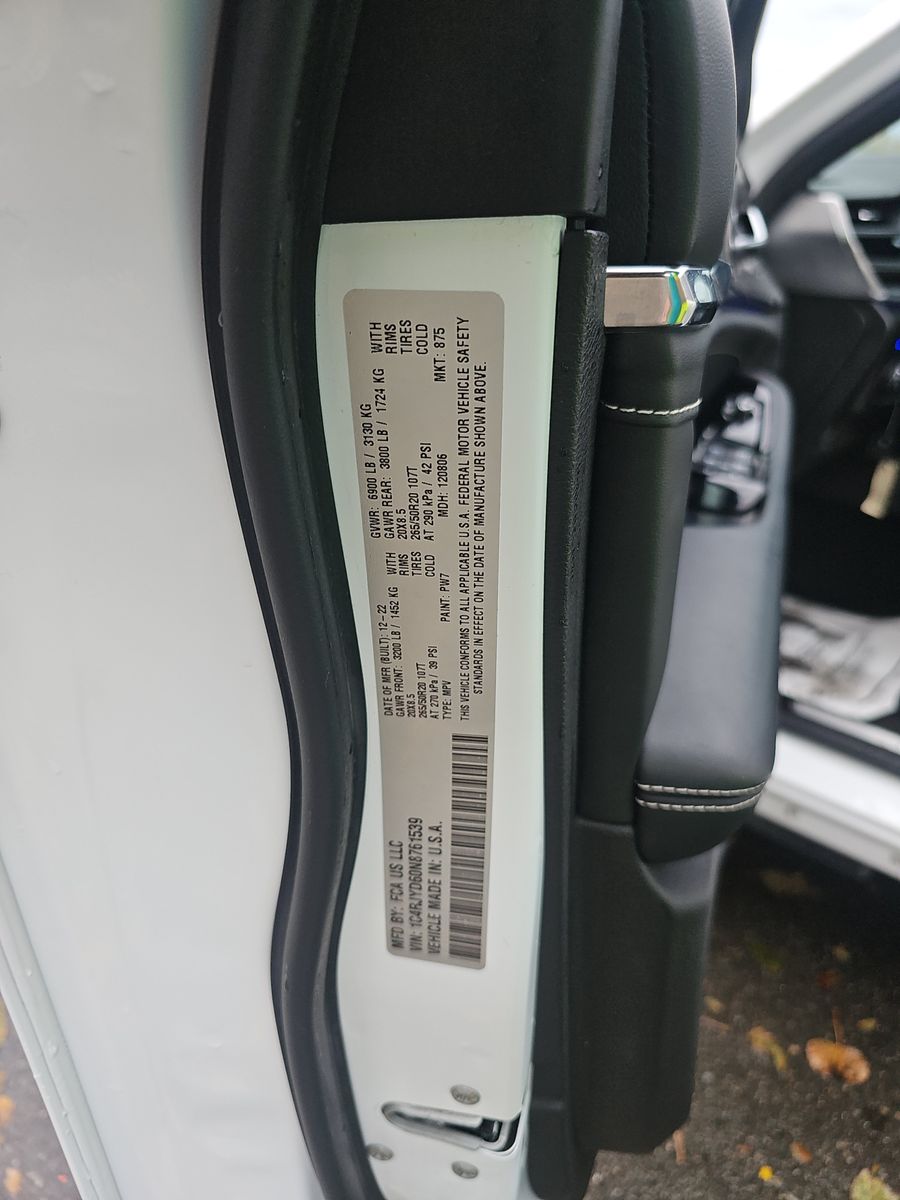 MFD BY: FCA US LLC
VIN: 1C4RJYD60N8761539
VEHICLE MADE IN: U.S.A.
DATE OF MFR (BUILT): 12-22
GAWR FRONT: 3200 LB / 1452 KG WITH
20X8.5 RIMS
265/50R20 107T TIRES
AT 270 kPa / 39 PSI COLD
TYPE: MPV PAINT: PW7
GVWR: 6900 LB / 3130 KG
GAWR REAR: 3800 LB / 1724 KG WITH
20X8.5 RIMS
265/50R20 107T TIRES
AT 290 kPa / 42 PSI COLD
MDH: 120806 MKT: 875
THIS VEHICLE CONFORMS TO ALL APPLICABLE U.S.A. FEDERAL MOTOR VEHICLE SAFETY
STANDARDS IN EFFECT ON THE DATE OF MANUFACTURE SHOWN ABOVE.